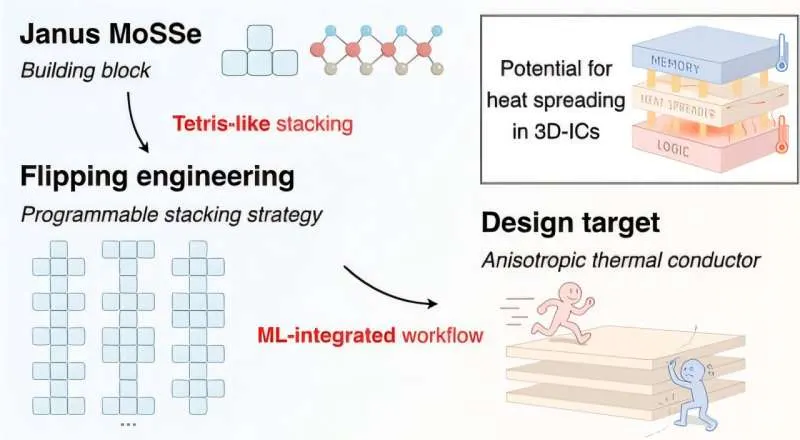 Janus MoSSe
Building block
Tetris-like stacking
Flipping engineering
Programmable stacking strategy
...
ML-integrated workflow
Potential for
heat spreading
in 3D-ICs
MEMORY
HEAT SPREADER
LOGIC
Design target
Anisotropic thermal conductor